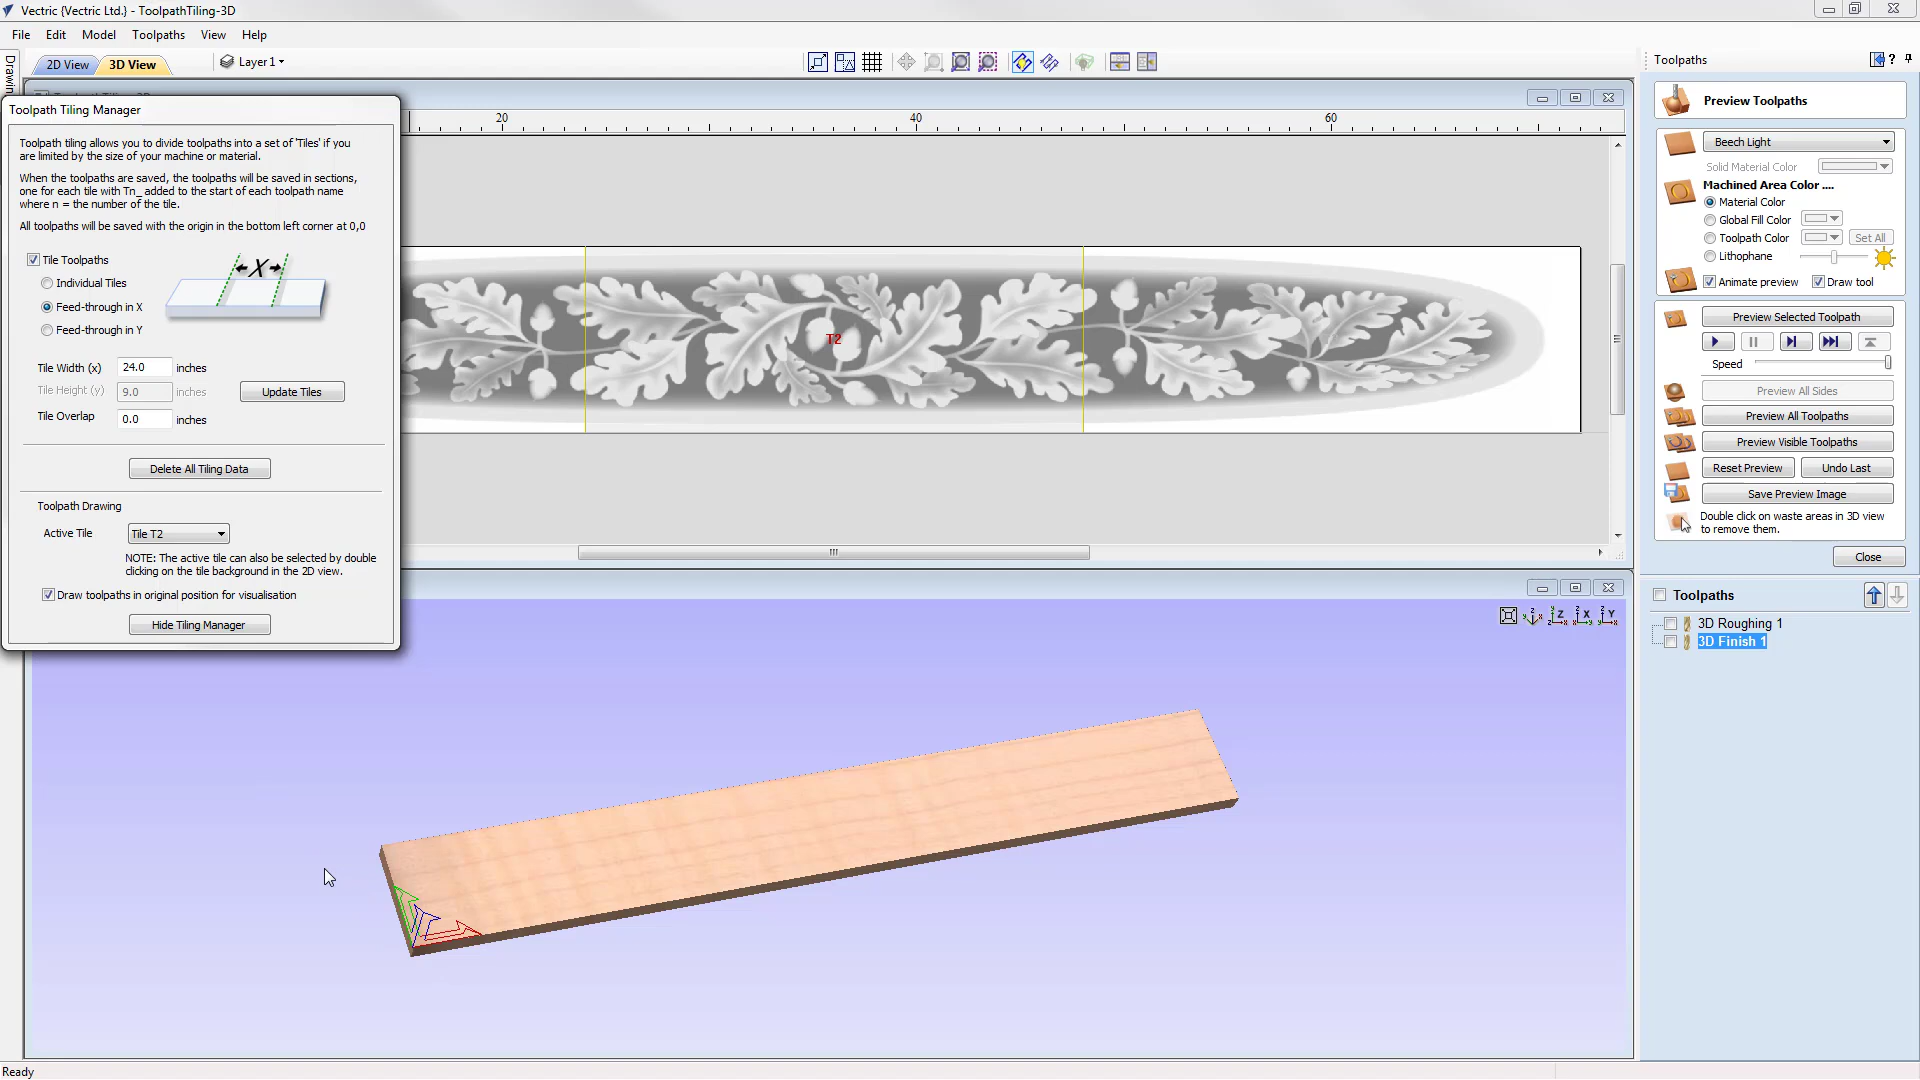 Vectric {Vectric Ltd.} - ToolpathTiling-3D
File Edit Model Toolpaths View Help
2D View 3D View Layer 1
Toolpath Tiling Manager
Toolpath tiling allows you to divide toolpaths into a set of 'Tiles' if you
are limited by the size of your machine or material.
When the toolpaths are saved, the toolpaths will be saved in sections,
one for each tile with Tn_ added to the start of each toolpath name
where n = the number of the tile.
All toolpaths will be saved with the origin in the bottom left corner at 0,0
Tile Toolpaths
Individual Tiles
Feed-through in X
Feed-through in Y
X
Tile Width (x) 24.0 inches
Tile Height (y) 9.0 inches
Update Tiles
Tile Overlap 0.0 inches
Delete All Tiling Data
Toolpath Drawing
Active Tile Tile T2
NOTE: The active tile can also be selected by double
clicking on the tile background in the 2D view.
Draw toolpaths in original position for visualisation
Hide Tiling Manager
20 40 60
T2
Toolpaths
Preview Toolpaths
Beech Light
Solid Material Color
Machined Area Color ....
Material Color
Global Fill Color
Toolpath Color Set All
Lithophane
Animate preview Draw tool
Preview Selected Toolpath
Speed
Preview All Sides
Preview All Toolpaths
Preview Visible Toolpaths
Reset Preview Undo Last
Save Preview Image
Double click on waste areas in 3D view
to remove them.
Close
Toolpaths
3D Roughing 1
3D Finish 1
Ready